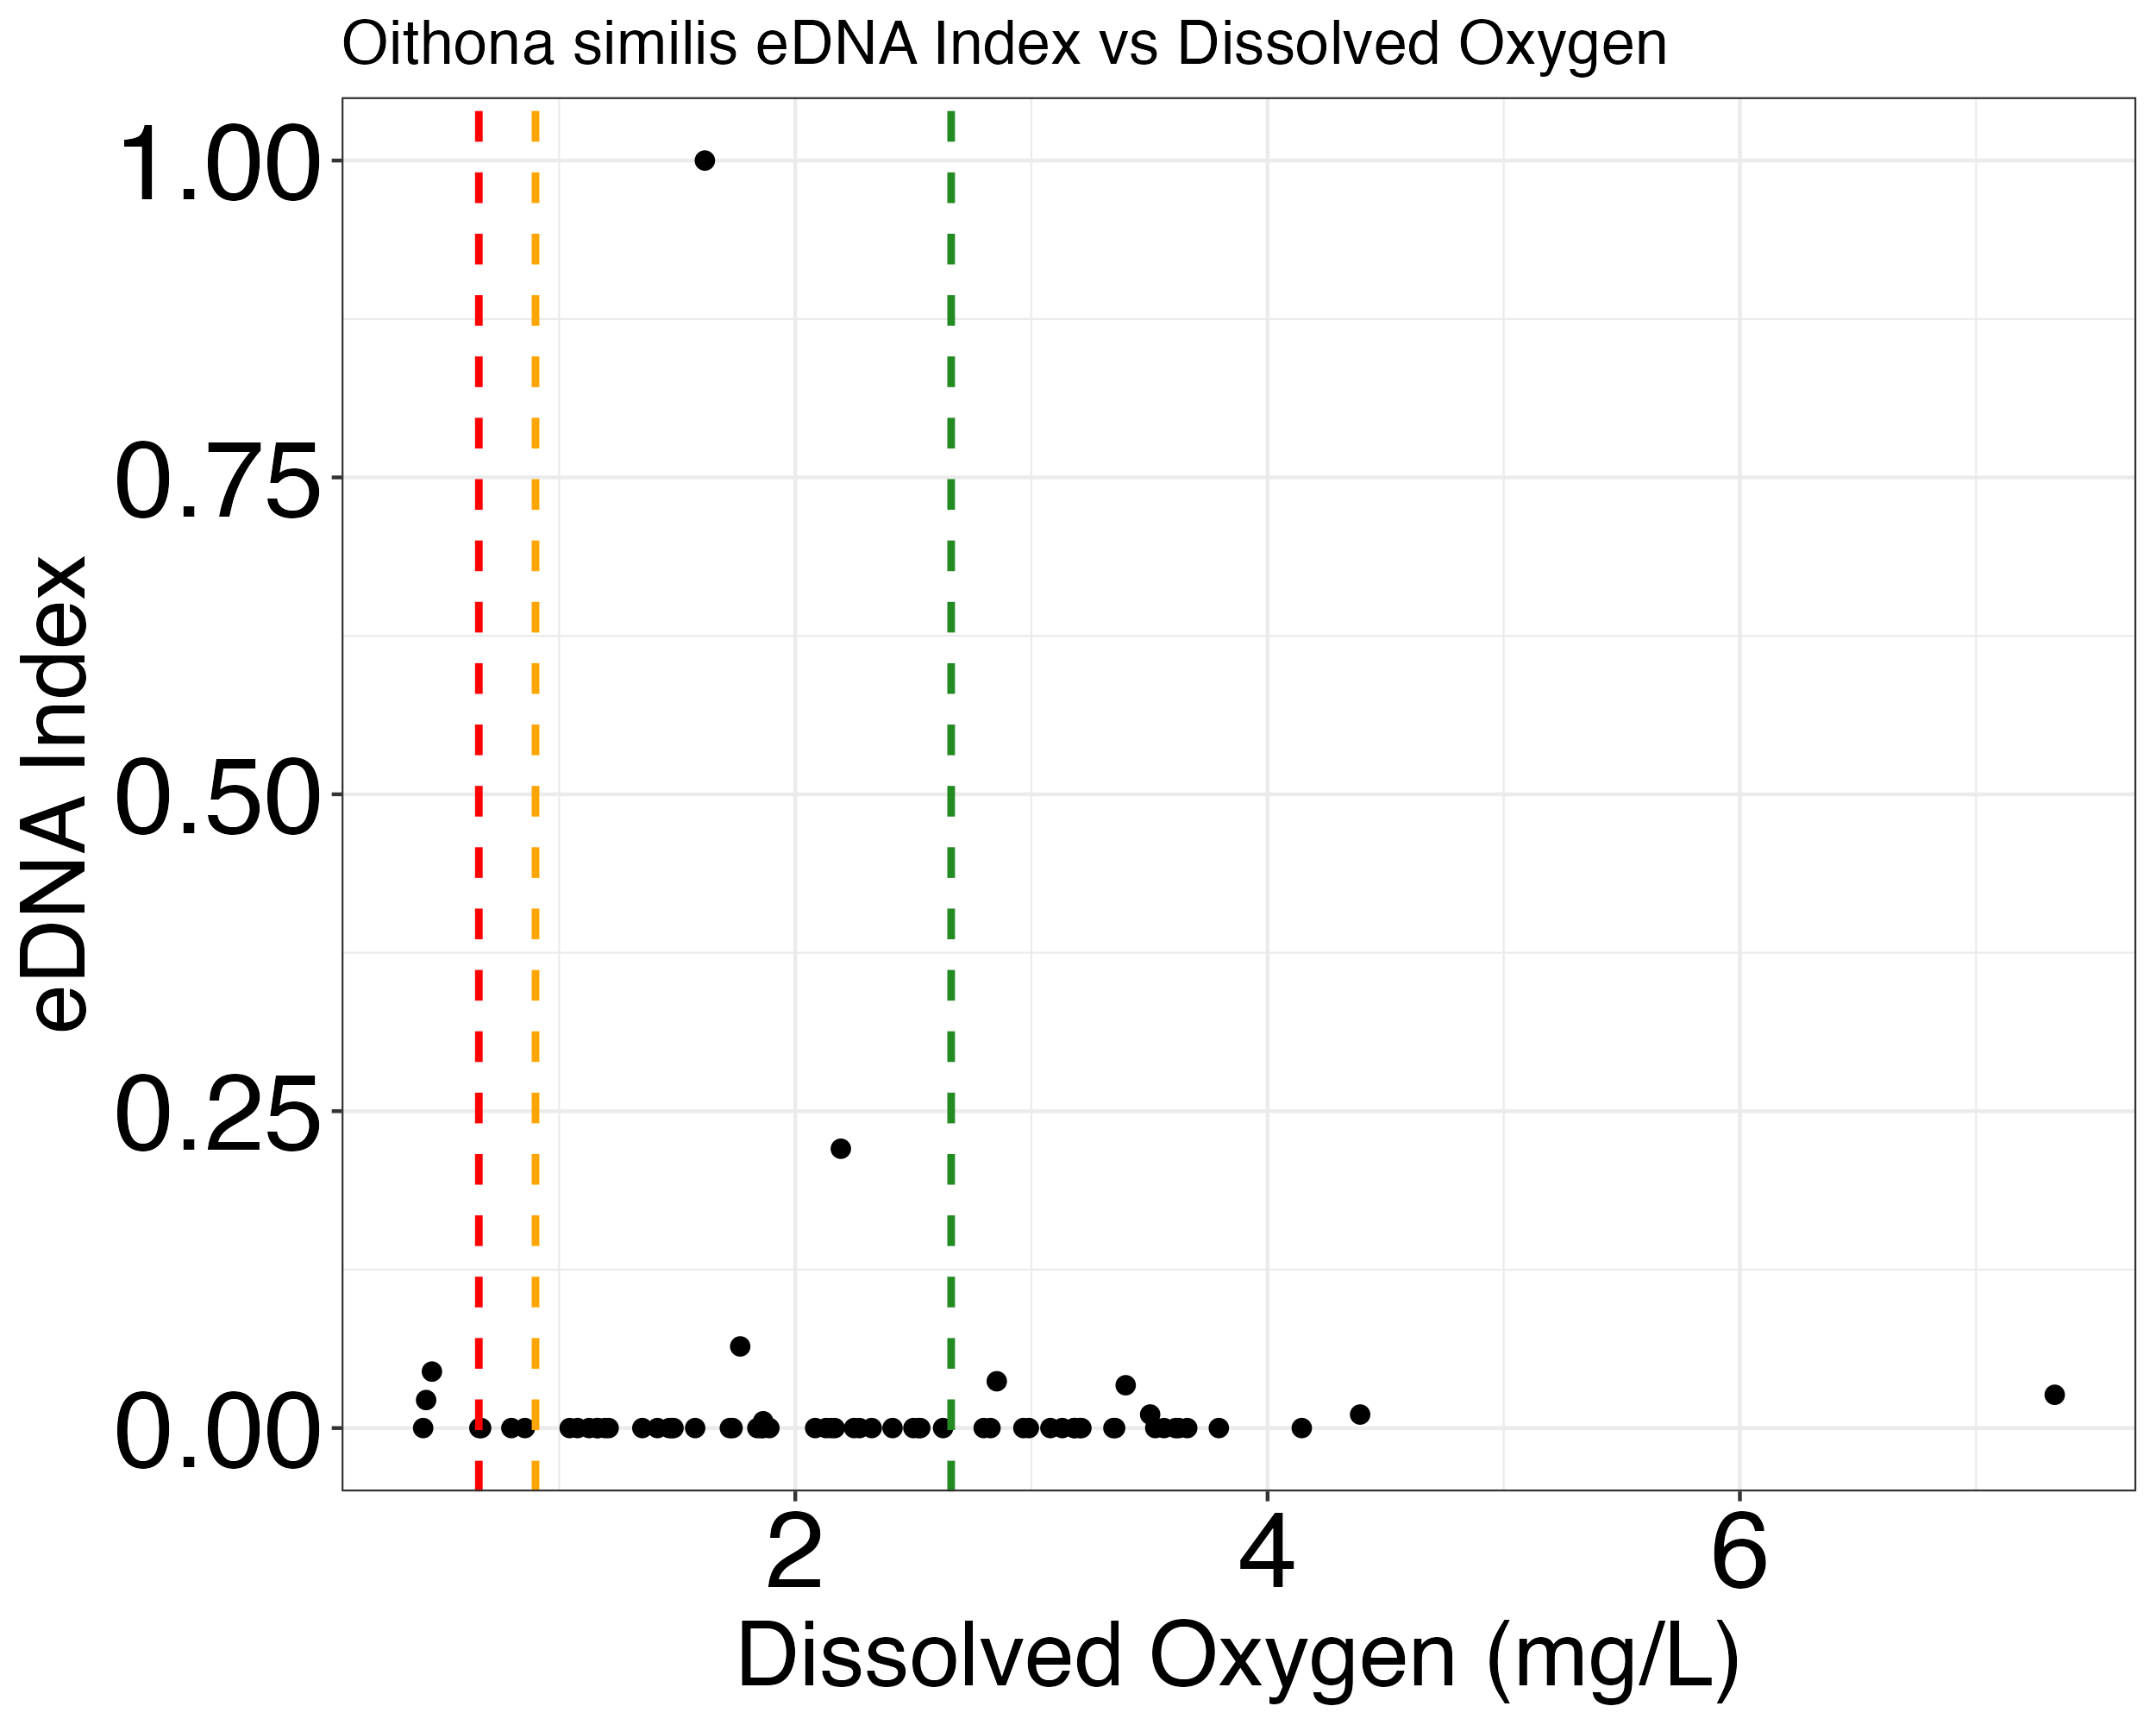 Oithona similis eDNA Index vs Dissolved Oxygen
1.00
0.75
0.50
0.25
0.00
eDNA Index
2 4 6
Dissolved Oxygen (mg/L)